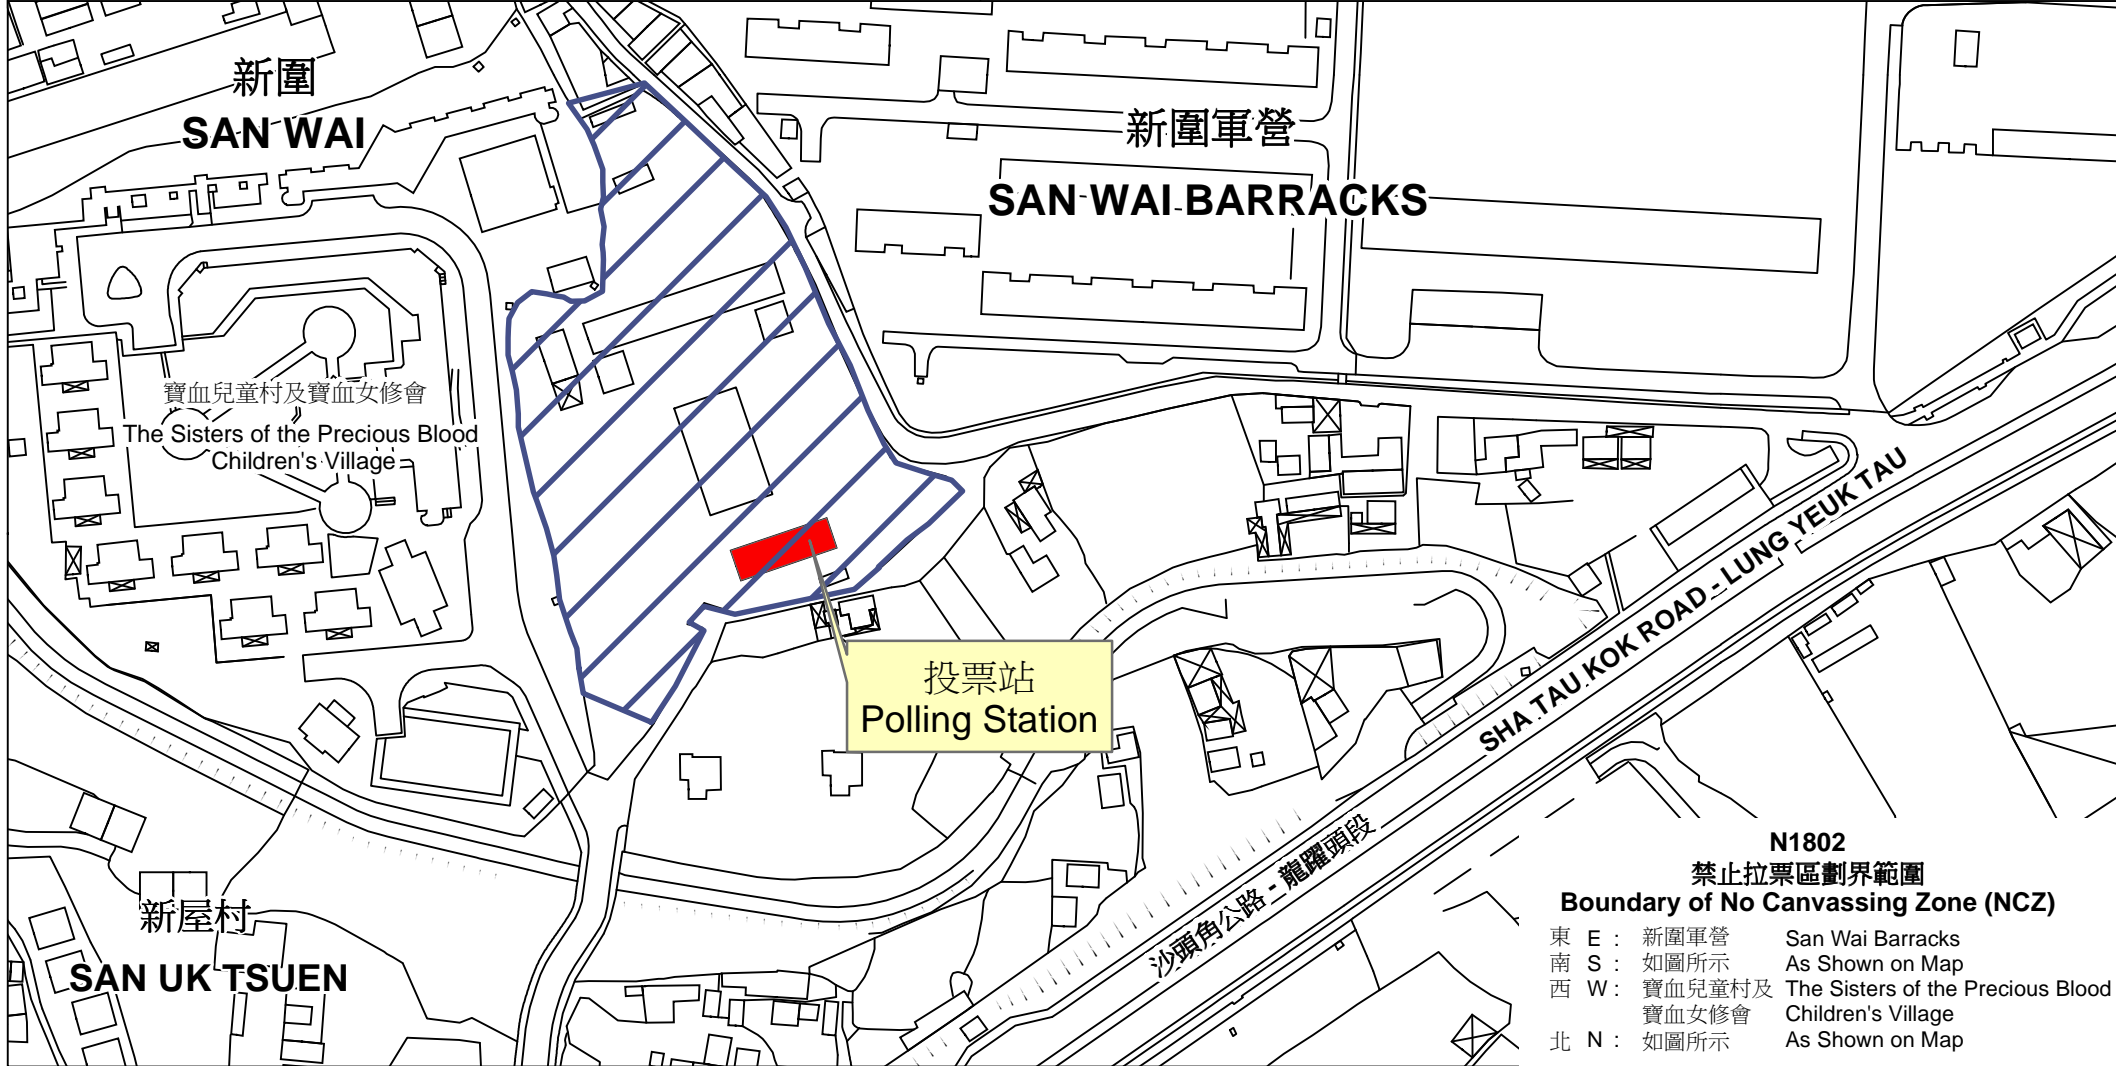 新圍
SAN WAI
新圍軍營
SAN WAI BARRACKS
寶血兒童村及寶血女修會
The Sisters of the Precious Blood
Children's Village
投票站
Polling Station
SHA TAU KOK ROAD - LUNG YEUK TAU
沙頭角公路 - 龍躍頭段
新屋村
SAN UK TSUEN
N1802
禁止拉票區劃界範圍
Boundary of No Canvassing Zone (NCZ)
東 E : 新圍軍營 San Wai Barracks
南 S : 如圖所示 As Shown on Map
西 W : 寶血兒童村及 The Sisters of the Precious Blood
寶血女修會 Children's Village
北 N : 如圖所示 As Shown on Map